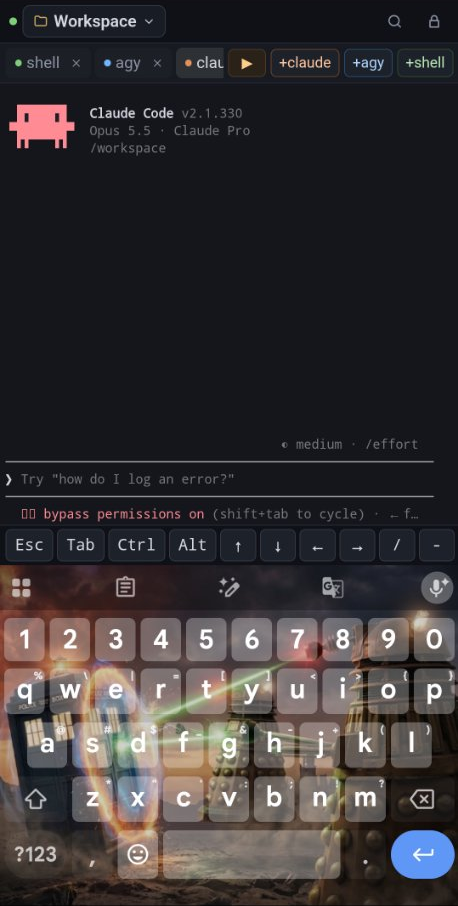 Workspace
shell × agy × clau ▶ +claude +agy +shell
Claude Code v2.1.330
Opus 5.5 · Claude Pro
/workspace
medium · /effort
❯ Try "how do I log an error?"
bypass permissions on (shift+tab to cycle) · ← f…
Esc Tab Ctrl Alt ↑ ↓ ← → / -
1 2 3 4 5 6 7 8 9 0
% \ | = [ ] < > { }
q w e r t y u i o p
@ # $ _ & - + ( )
a s d f g h j k l
* " ' : ; ! ?
z x c v b n m
?123 , .